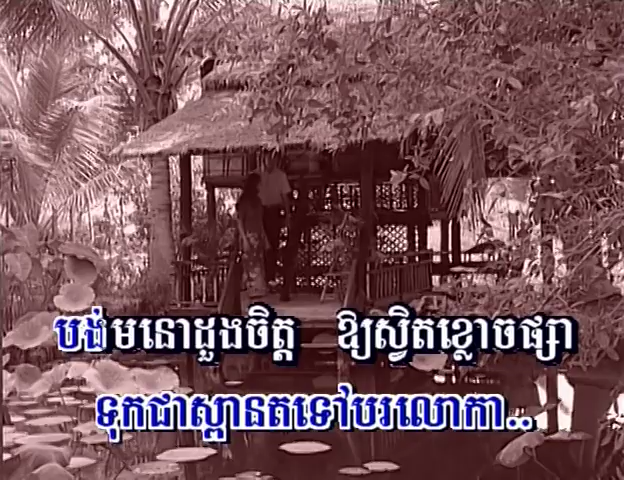 បង់មនោដួងចិត្ត ឱ្យស្វិតខ្លោចផ្សា
ទុកជាស្ពានតទៅបរលោកា..